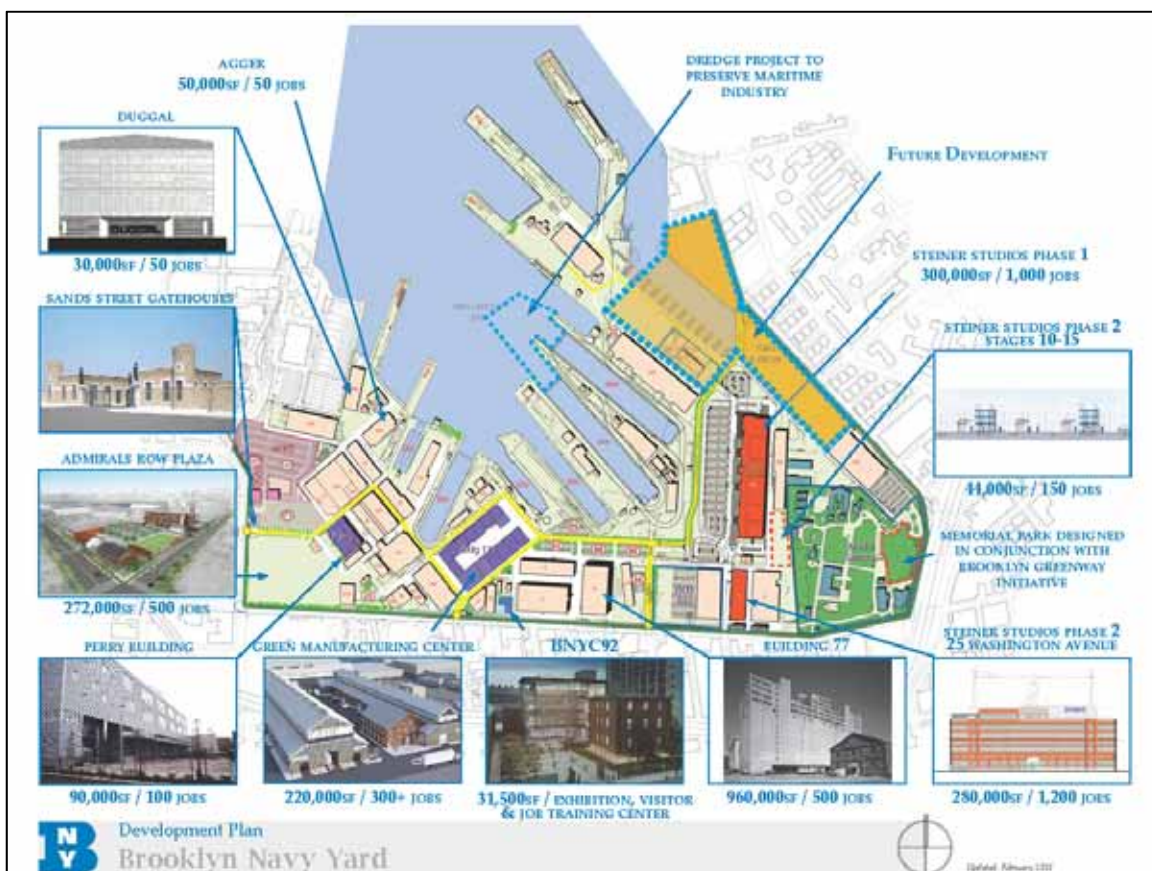 AGGER
50,000SF / 50 JOBS
DREDGE PROJECT TO
PRESERVE MARITIME
INDUSTRY
DUGGAL
DUGGAL
30,000SF / 50 JOBS
FUTURE DEVELOPMENT
STEINER STUDIOS PHASE 1
300,000SF / 1,000 JOBS
SANDS STREET GATEHOUSES
STEINER STUDIOS PHASE 2
STAGES 10-15
44,000SF / 150 JOBS
ADMIRALS ROW PLAZA
272,000SF / 500 JOBS
MEMORIAL PARK DESIGNED
IN CONJUNCTION WITH
BROOKLYN GREENWAY
INITIATIVE
PERRY BUILDING
90,000SF / 100 JOBS
GREEN MANUFACTURING CENTER
220,000SF / 300+ JOBS
BNYC92
31,500SF / EXHIBITION, VISITOR
& JOB TRAINING CENTER
BUILDING 77
960,000SF / 500 JOBS
STEINER STUDIOS PHASE 2
25 WASHINGTON AVENUE
280,000SF / 1,200 JOBS
B
NY
Development Plan
Brooklyn Navy Yard
Updated: February